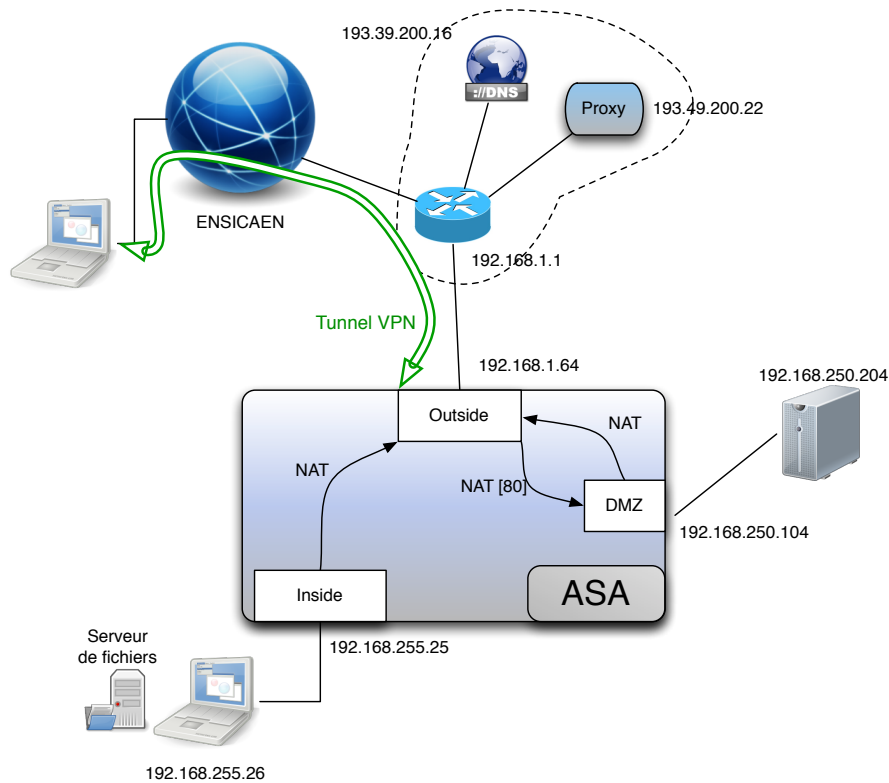 193.39.200.16
://DNS
Proxy
193.49.200.22
ENSICAEN
192.168.1.1
Tunnel VPN
192.168.1.64
192.168.250.204
Outside
NAT
NAT
NAT [80]
DMZ
192.168.250.104
Inside
ASA
Serveur
de fichiers
192.168.255.25
192.168.255.26